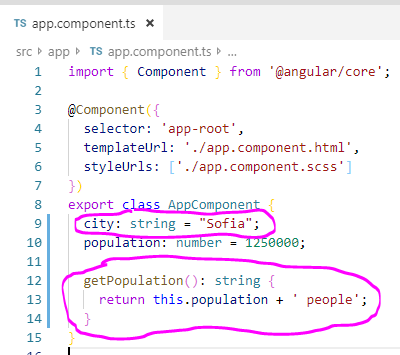 TS app.component.ts ×
src > app > TS app.component.ts > ...
1 import { Component } from '@angular/core';
2
3 @Component({
4 selector: 'app-root',
5 templateUrl: './app.component.html',
6 styleUrls: ['./app.component.scss']
7 })
8 export class AppComponent {
9 city: string = "Sofia";
10 population: number = 1250000;
11
12 getPopulation(): string {
13 return this.population + ' people';
14 }
15 }